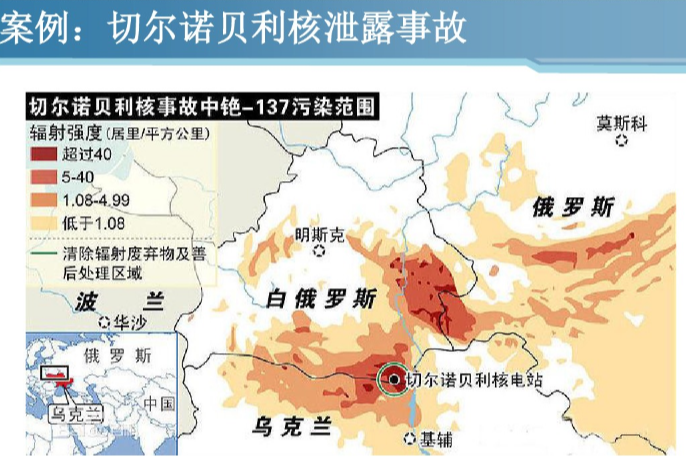 案例：切尔诺贝利核泄露事故
切尔诺贝利核事故中铯-137污染范围
辐射强度(居里/平方公里)
超过40
5-40
1.08-4.99
低于1.08
清除辐射废弃物及善
后处理区域
莫斯科
俄罗斯
明斯克
白俄罗斯
波兰
华沙
俄罗斯
中国
乌克兰
切尔诺贝利核电站
乌克兰
基辅